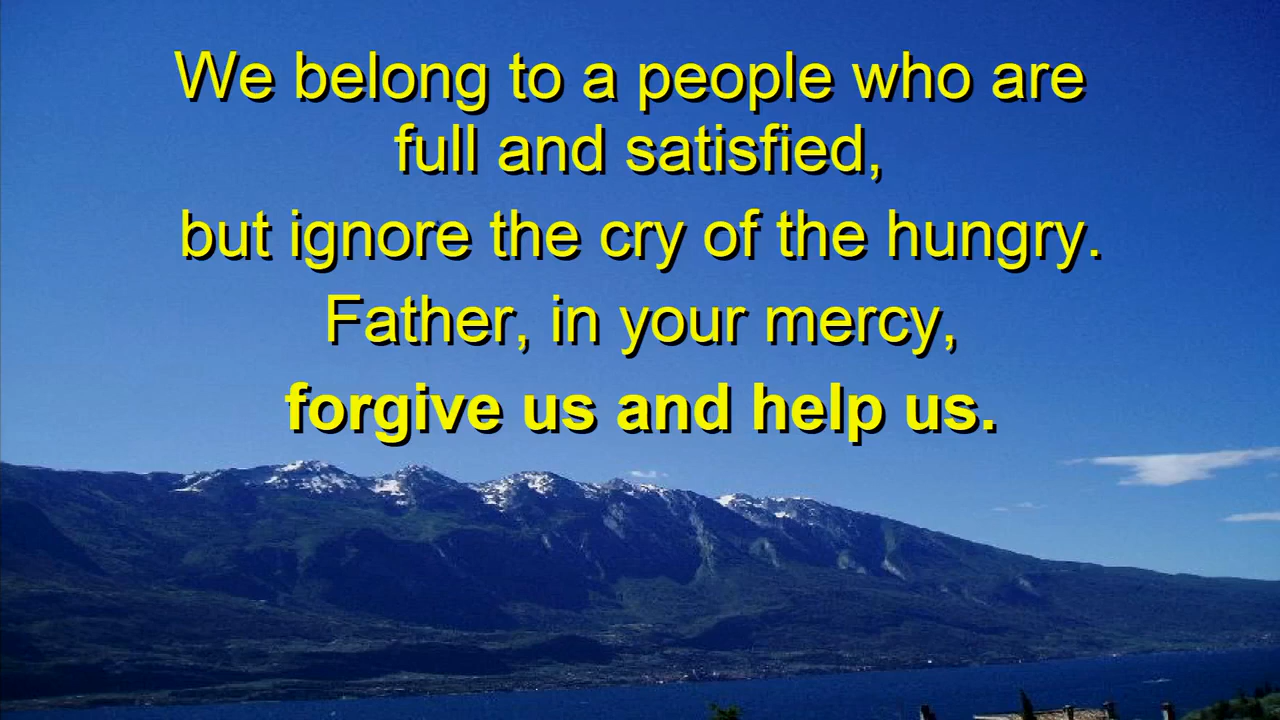 We belong to a people who are
full and satisfied,
but ignore the cry of the hungry.
Father, in your mercy,
forgive us and help us.